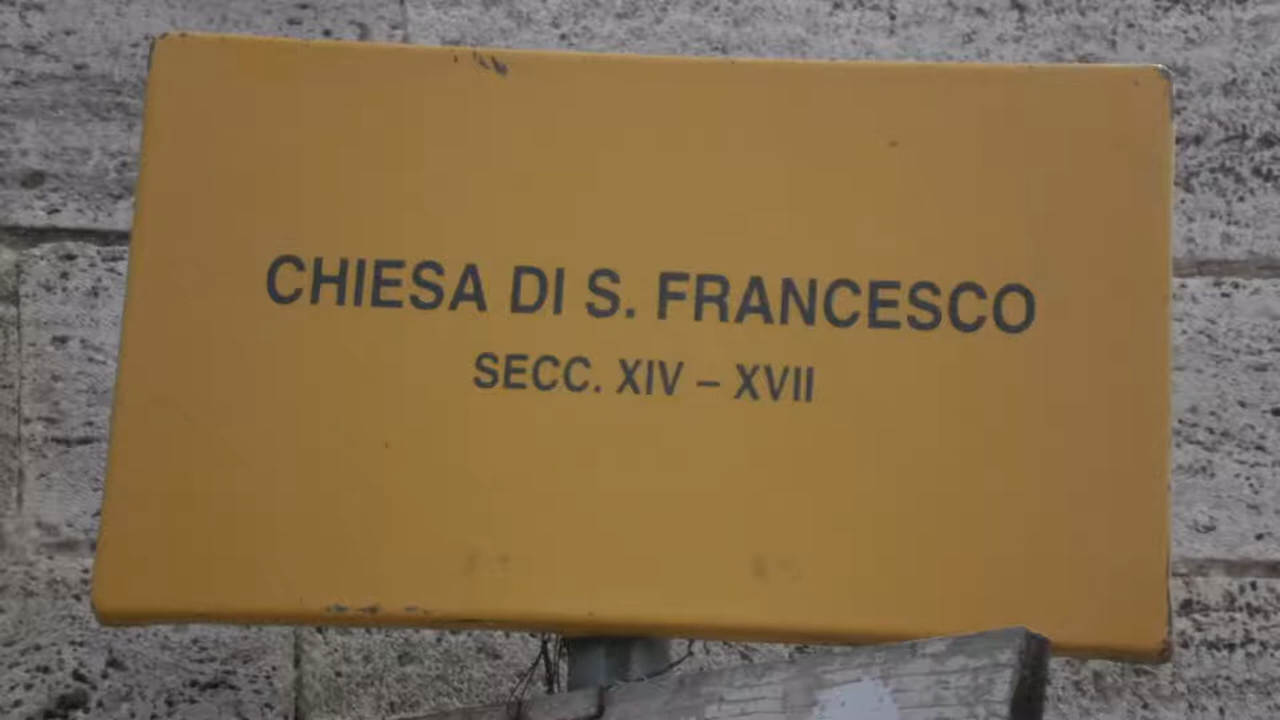 CHIESA DI S. FRANCESCO
SECC. XIV – XVII